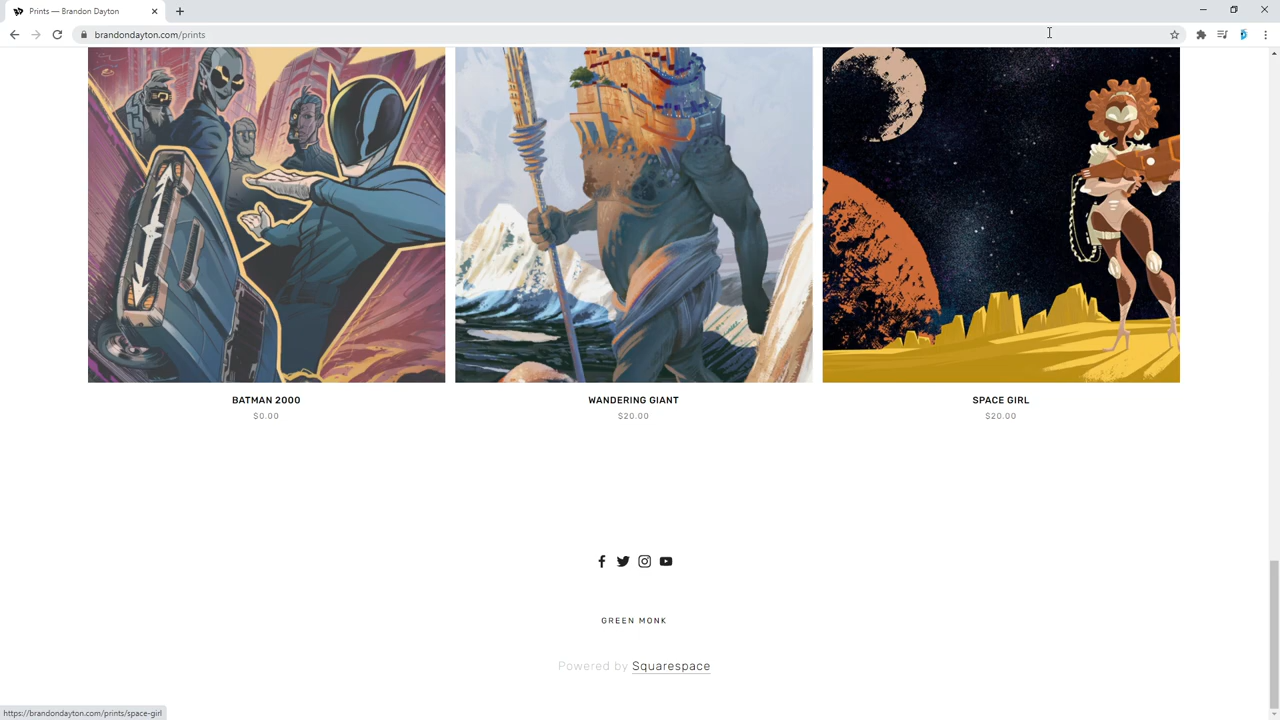 Prints — Brandon Dayton
brandondayton.com/prints
BATMAN 2000
$0.00
WANDERING GIANT
$20.00
SPACE GIRL
$20.00
GREEN MONK
Powered by Squarespace
https://brandondayton.com/prints/space-girl